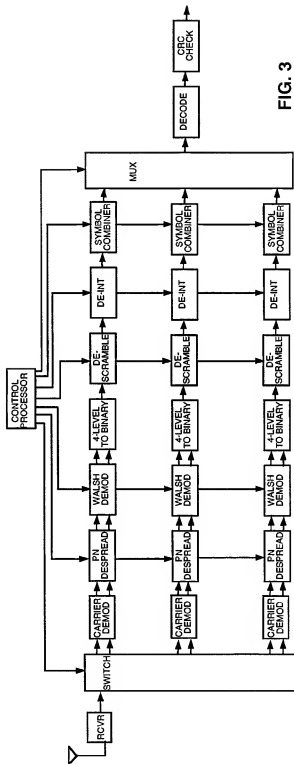 CONTROL
PROCESSOR
RCVR
SWITCH
CARRIER
DEMOD
PN
DESPREAD
WALSH
DEMOD
4-LEVEL
TO BINARY
DE-
SCRAMBLE
DE-INT
SYMBOL
COMBINER
CARRIER
DEMOD
PN
DESPREAD
WALSH
DEMOD
4-LEVEL
TO BINARY
DE-
SCRAMBLE
DE-INT
SYMBOL
COMBINER
CARRIER
DEMOD
PN
DESPREAD
WALSH
DEMOD
4-LEVEL
TO BINARY
DE-
SCRAMBLE
DE-INT
SYMBOL
COMBINER
MUX
DECODE
CRC
CHECK
FIG. 3